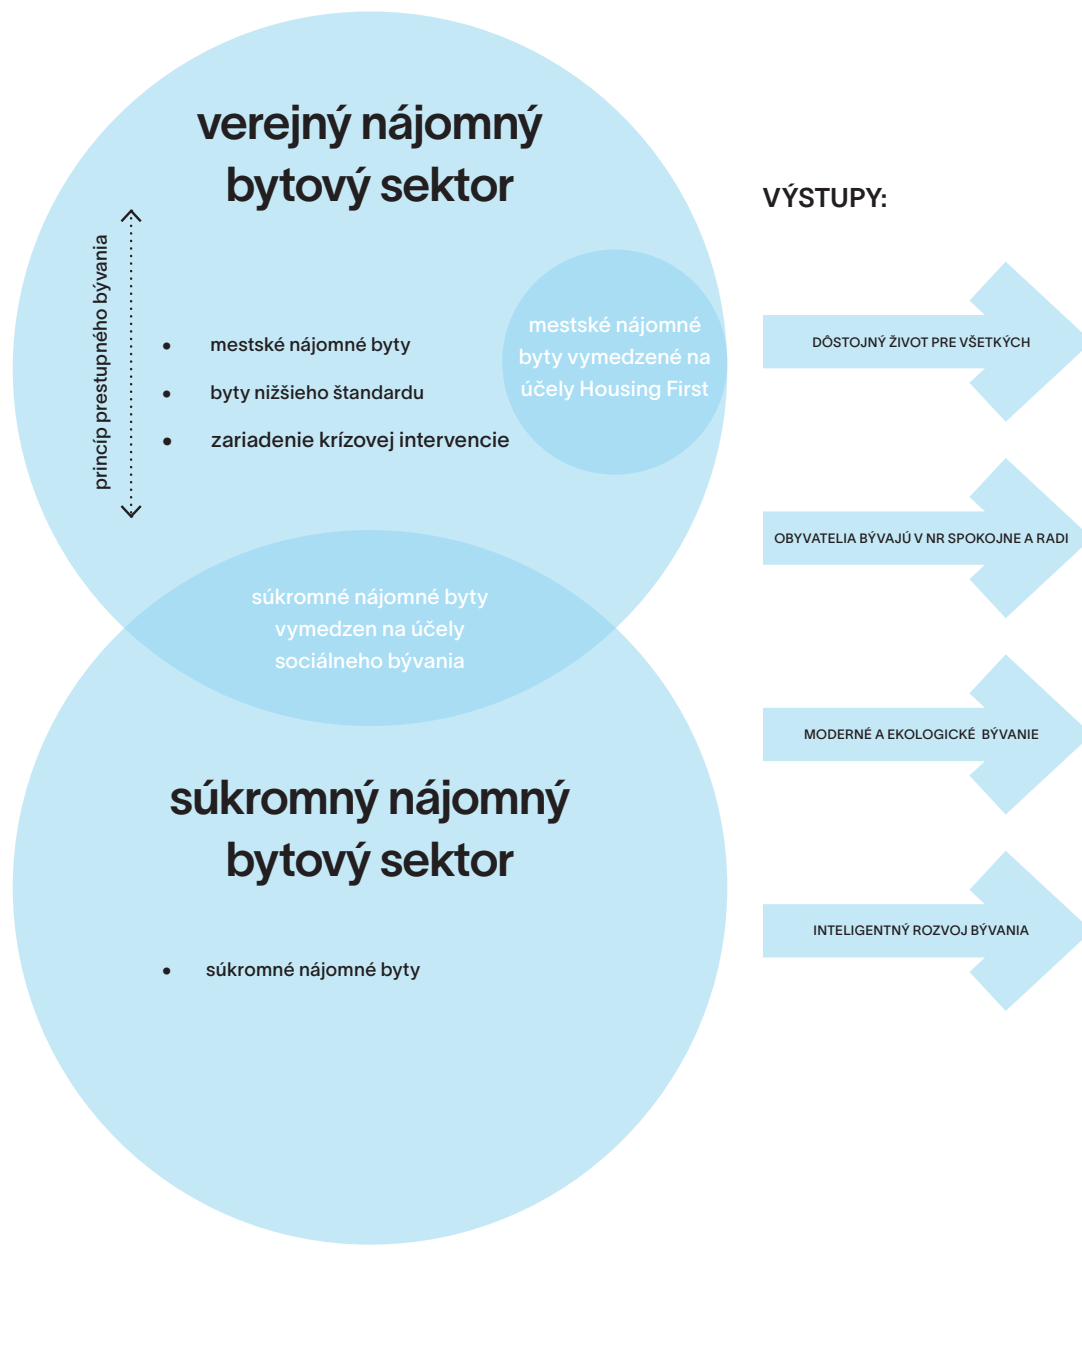 verejný nájomný
bytový sektor
princíp prestupného bývania
• mestské nájomné byty
• byty nižšieho štandardu
• zariadenie krízovej intervencie
mestské nájomné
byty vymedzené na
účely Housing First
súkromné nájomné byty
vymedzen na účely
sociálneho bývania
súkromný nájomný
bytový sektor
• súkromné nájomné byty
VÝSTUPY:
DÔSTOJNÝ ŽIVOT PRE VŠETKÝCH
OBYVATELIA BÝVAJÚ V NR SPOKOJNE A RADI
MODERNÉ A EKOLOGICKÉ BÝVANIE
INTELIGENTNÝ ROZVOJ BÝVANIA